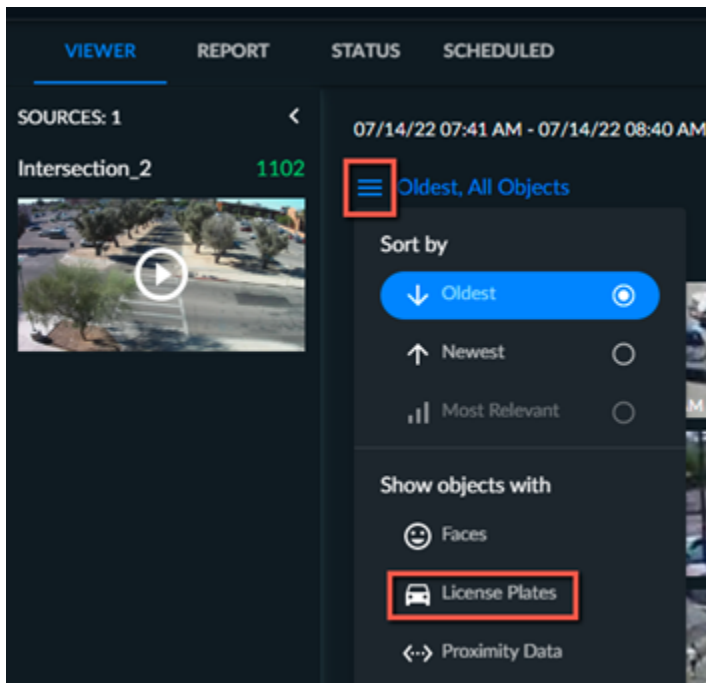 VIEWER REPORT STATUS SCHEDULED
SOURCES: 1
Intersection_2 1102
07/14/22 07:41 AM - 07/14/22 08:40 AM
Oldest, All Objects
Sort by
Oldest
Newest
Most Relevant
Show objects with
Faces
License Plates
Proximity Data